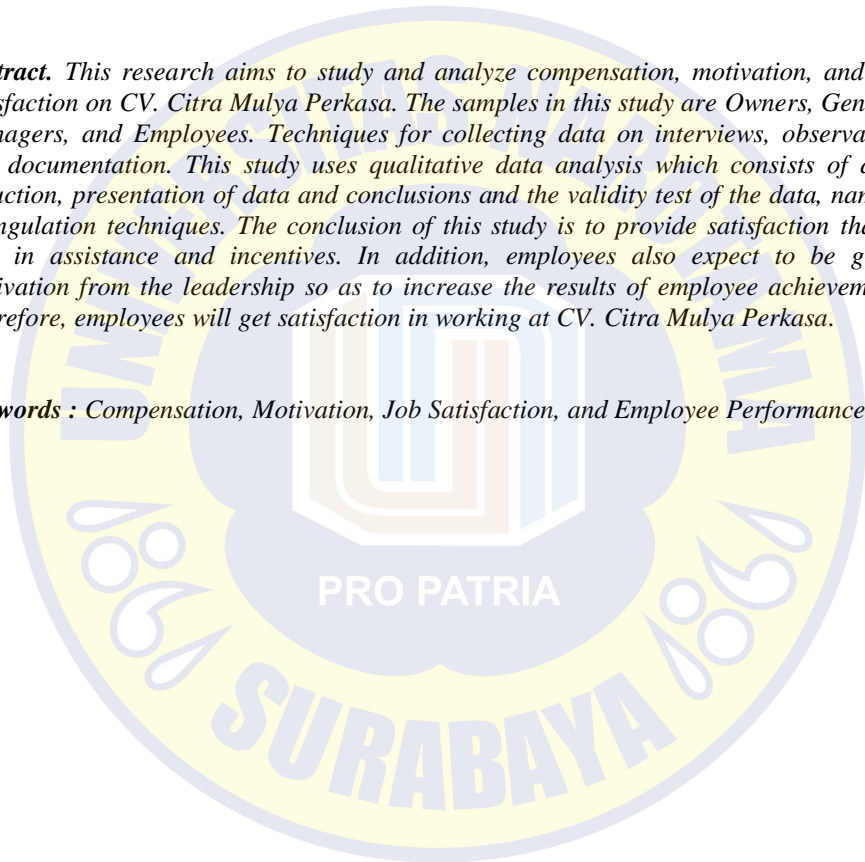 tract. This research aims to study and analyze compensation, motivation, and
sfaction on CV. Citra Mulya Perkasa. The samples in this study are Owners, Gen
nagers, and Employees. Techniques for collecting data on interviews, observa
documentation. This study uses qualitative data analysis which consists of
uction, presentation of data and conclusions and the validity test of the data, nam
ngulation techniques. The conclusion of this study is to provide satisfaction tha
in assistance and incentives. In addition, employees also expect to be g
ivation from the leadership so as to increase the results of employee achievem
refore, employees will get satisfaction in working at CV. Citra Mulya Perkasa.
words : Compensation, Motivation, Job Satisfaction, and Employee Performance
UNIVERSITAS NAROTAMA
PRO PATRIA
SURABAYA